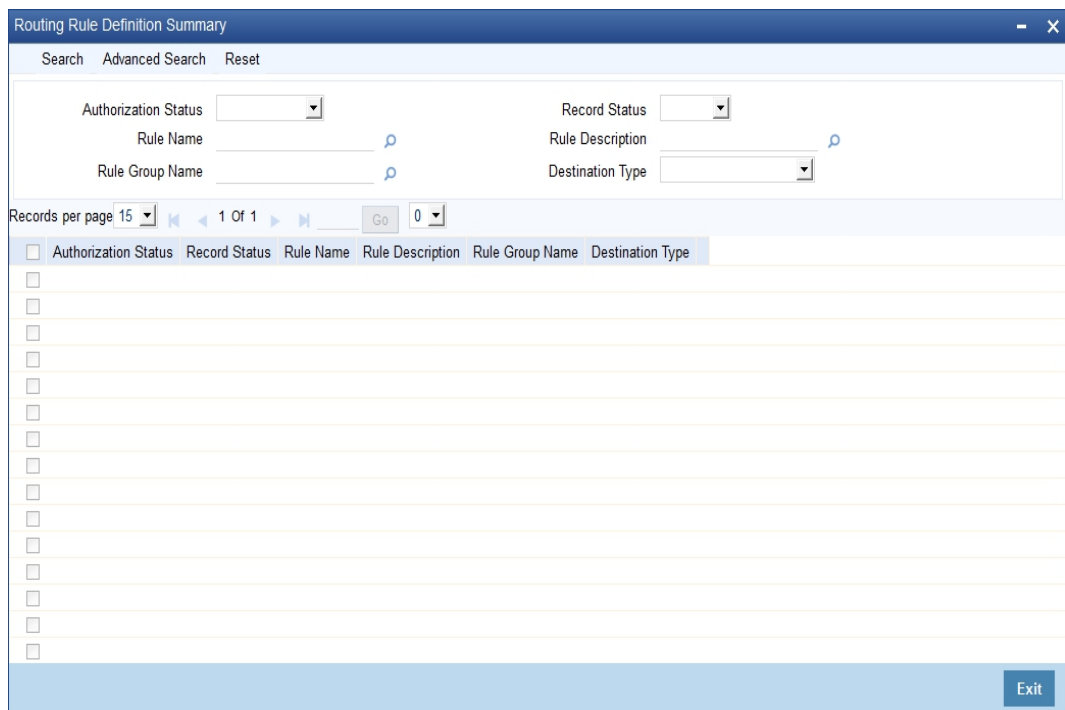 Routing Rule Definition Summary
Search Advanced Search Reset
Authorization Status Record Status
Rule Name Rule Description
Rule Group Name Destination Type
Records per page 15 1 Of 1 Go 0
Authorization Status Record Status Rule Name Rule Description Rule Group Name Destination Type
Exit